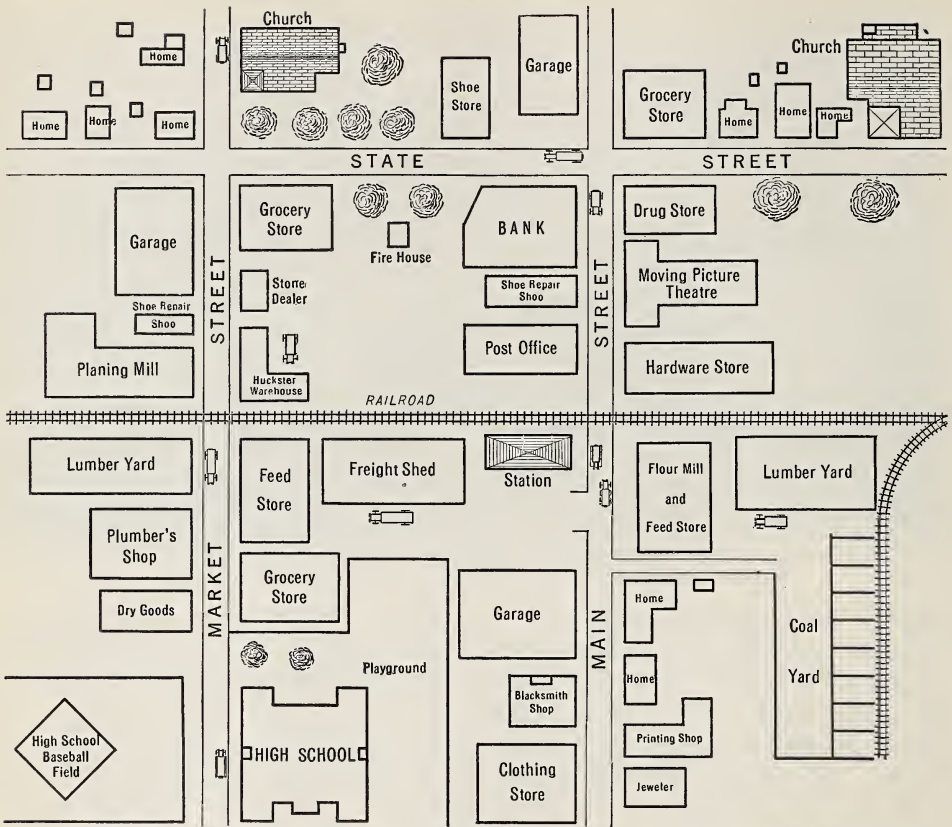 Church
Church
Home
Garage
Shoe
Store
Grocery
Store
Home
Home
Home
Home
Home
Home
STATE STREET
Grocery
Store
BANK
Drug Store
Garage
Fire House
Stone
Dealer
Shoe Repair
Shoo
Moving Picture
Theatre
Shoe Repair
Shoo
STREET
STREET
Planing Mill
Post Office
Hardware Store
Huckster
Warehouse
RAILROAD
Lumber Yard
Feed
Store
Freight Shed
Station
Flour Mill
and
Feed Store
Lumber Yard
Plumber's
Shop
Grocery
Store
Dry Goods
MARKET
Garage
MAIN
Home
Coal
Yard
Playground
Home
Blacksmith
Shop
High School
Baseball
Field
HIGH SCHOOL
Printing Shop
Clothing
Store
Jeweler